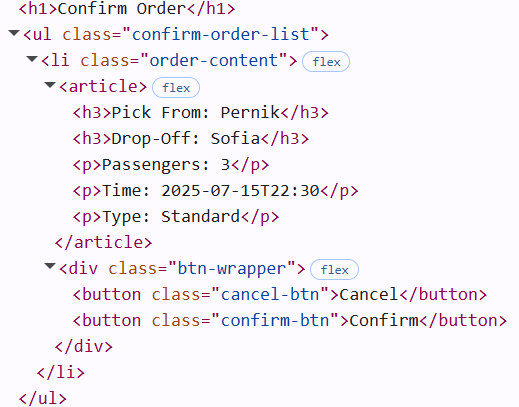 <h1>Confirm Order</h1>
<ul class="confirm-order-list">
<li class="order-content"> flex
<article> flex
<h3>Pick From: Pernik</h3>
<h3>Drop-Off: Sofia</h3>
<p>Passengers: 3</p>
<p>Time: 2025-07-15T22:30</p>
<p>Type: Standard</p>
</article>
<div class="btn-wrapper"> flex
<button class="cancel-btn">Cancel</button>
<button class="confirm-btn">Confirm</button>
</div>
</li>
</ul>